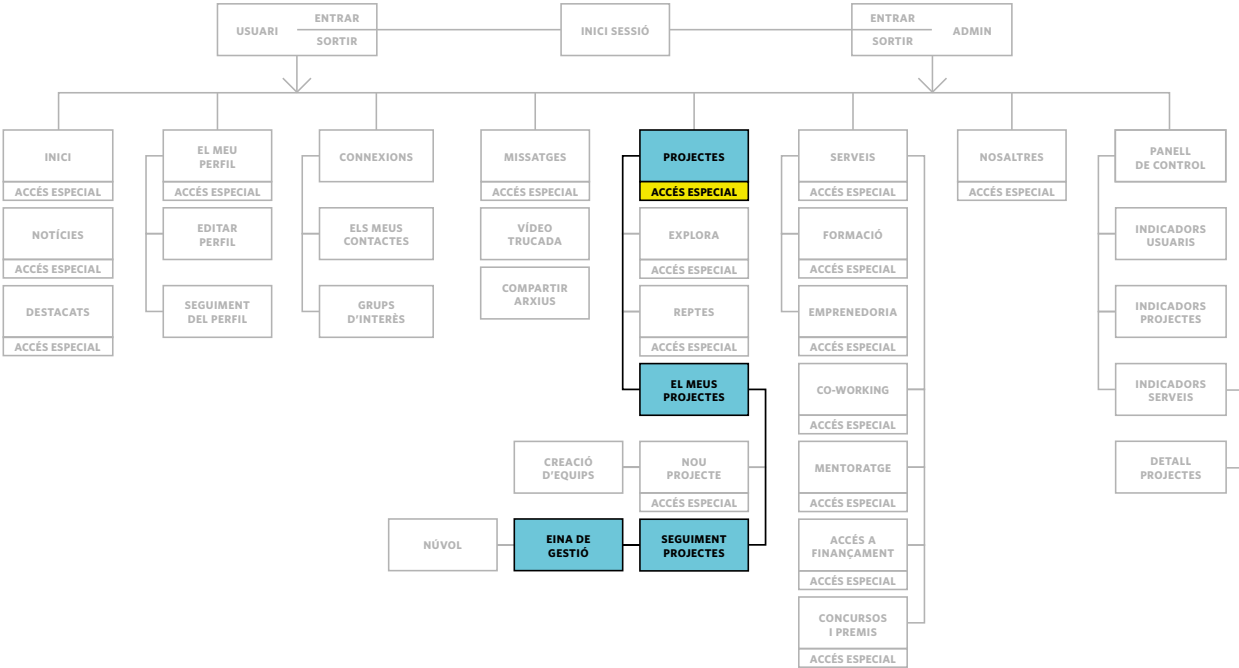 USUARI
ENTRAR
SORTIR
INICI SESSIÓ
ENTRAR
SORTIR
ADMIN
INICI
ACCÉS ESPECIAL
NOTÍCIES
ACCÉS ESPECIAL
DESTACATS
ACCÉS ESPECIAL
EL MEU
PERFIL
ACCÉS ESPECIAL
EDITAR
PERFIL
SEGUIMENT
DEL PERFIL
CONNEXIONS
ELS MEUS
CONTACTES
GRUPS
D'INTERÈS
MISSATGES
ACCÉS ESPECIAL
VÍDEO
TRUCADA
COMPARTIR
ARXIUS
PROJECTES
ACCÉS ESPECIAL
EXPLORA
ACCÉS ESPECIAL
REPTES
ACCÉS ESPECIAL
EL MEUS
PROJECTES
CREACIÓ
D'EQUIPS
NOU
PROJECTE
ACCÉS ESPECIAL
NÚVOL
EINA DE
GESTIÓ
SEGUIMENT
PROJECTES
SERVEIS
ACCÉS ESPECIAL
FORMACIÓ
ACCÉS ESPECIAL
EMPRENEDORIA
ACCÉS ESPECIAL
CO-WORKING
ACCÉS ESPECIAL
MENTORATGE
ACCÉS ESPECIAL
ACCÉS A
FINANÇAMENT
ACCÉS ESPECIAL
CONCURSOS
I PREMIS
ACCÉS ESPECIAL
NOSALTRES
ACCÉS ESPECIAL
PANELL
DE CONTROL
INDICADORS
USUARIS
INDICADORS
PROJECTES
INDICADORS
SERVEIS
DETALL
PROJECTES